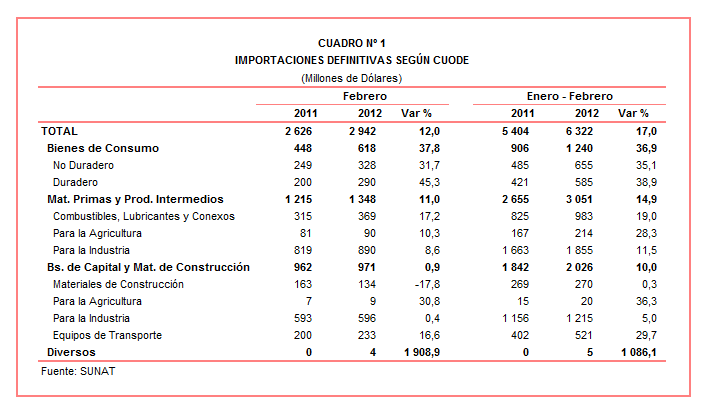 CUADRO Nº 1
IMPORTACIONES DEFINITIVAS SEGÚN CUODE
(Millones de Dólares)
Febrero Enero - Febrero
2011 2012 Var % 2011 2012 Var %
TOTAL 2 626 2 942 12,0 5 404 6 322 17,0
Bienes de Consumo 448 618 37,8 906 1 240 36,9
No Duradero 249 328 31,7 485 655 35,1
Duradero 200 290 45,3 421 585 38,9
Mat. Primas y Prod. Intermedios 1 215 1 348 11,0 2 655 3 051 14,9
Combustibles, Lubricantes y Conexos 315 369 17,2 825 983 19,0
Para la Agricultura 81 90 10,3 167 214 28,3
Para la Industria 819 890 8,6 1 663 1 855 11,5
Bs. de Capital y Mat. de Construcción 962 971 0,9 1 842 2 026 10,0
Materiales de Construcción 163 134 -17,8 269 270 0,3
Para la Agricultura 7 9 30,8 15 20 36,3
Para la Industria 593 596 0,4 1 156 1 215 5,0
Equipos de Transporte 200 233 16,6 402 521 29,7
Diversos 0 4 1 908,9 0 5 1 086,1
Fuente: SUNAT